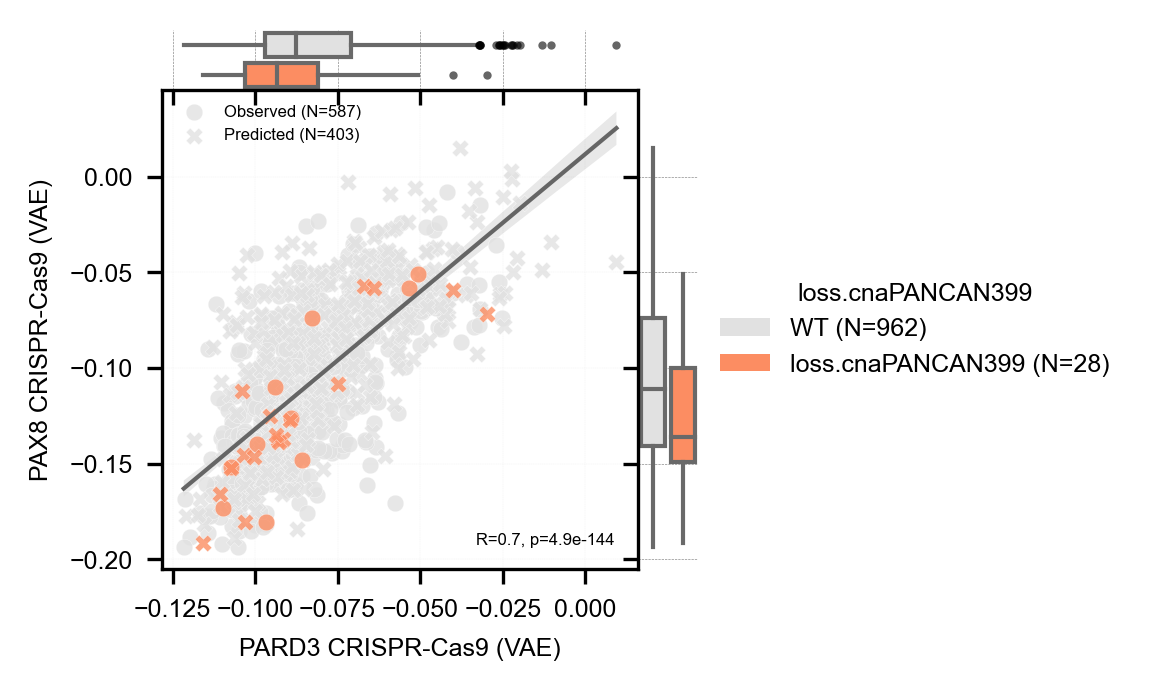 Observed (N=587)
Predicted (N=403)
0.00
−0.05
−0.10
−0.15
−0.20
PAX8 CRISPR-Cas9 (VAE)
R=0.7, p=4.9e-144
−0.125 −0.100 −0.075 −0.050 −0.025 0.000
PARD3 CRISPR-Cas9 (VAE)
loss.cnaPANCAN399
WT (N=962)
loss.cnaPANCAN399 (N=28)